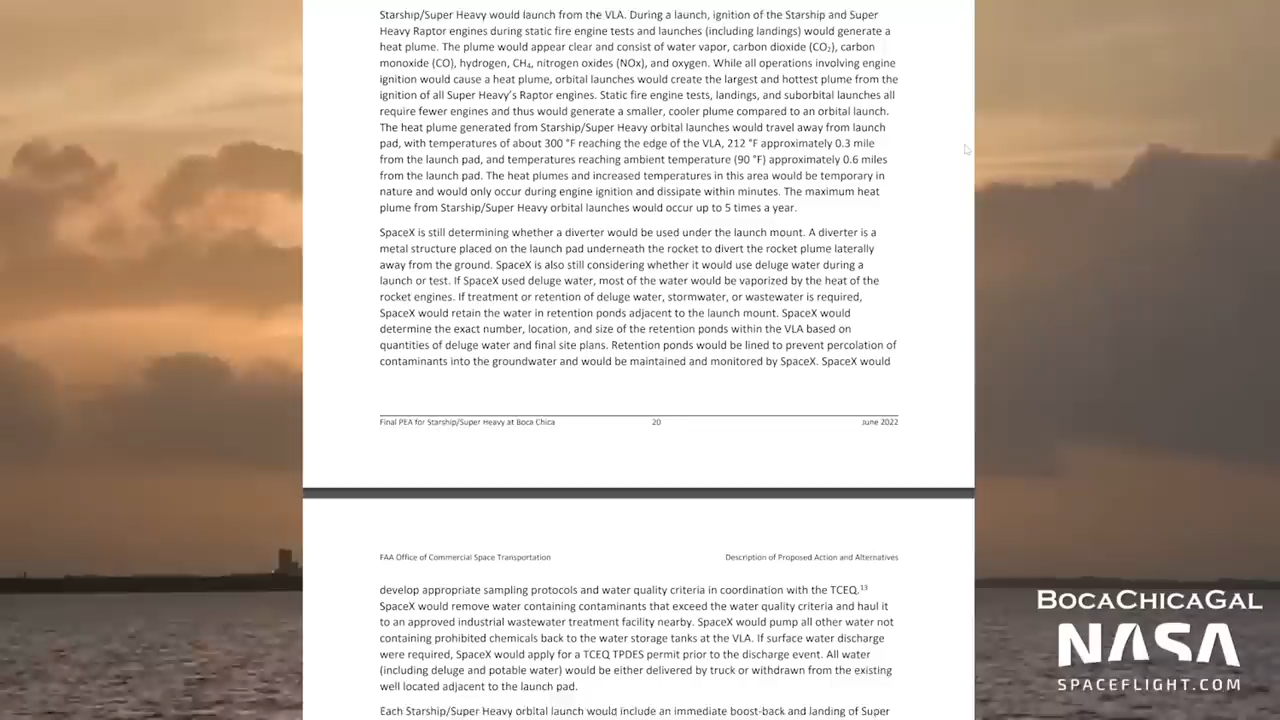 Starship/Super Heavy would launch from the VLA. During a launch, ignition of the Starship and Super
Heavy Raptor engines during static fire engine tests and launches (including landings) would generate a
heat plume. The plume would appear clear and consist of water vapor, carbon dioxide (CO₂), carbon
monoxide (CO), hydrogen, CH₄, nitrogen oxides (NOx), and oxygen. While all operations involving engine
ignition would cause a heat plume, orbital launches would create the largest and hottest plume from the
ignition of all Super Heavy's Raptor engines. Static fire engine tests, landings, and suborbital launches all
require fewer engines and thus would generate a smaller, cooler plume compared to an orbital launch.
The heat plume generated from Starship/Super Heavy orbital launches would travel away from launch
pad, with temperatures of about 300 °F reaching the edge of the VLA, 212 °F approximately 0.3 mile
from the launch pad, and temperatures reaching ambient temperature (90 °F) approximately 0.6 miles
from the launch pad. The heat plumes and increased temperatures in this area would be temporary in
nature and would only occur during engine ignition and dissipate within minutes. The maximum heat
plume from Starship/Super Heavy orbital launches would occur up to 5 times a year.
SpaceX is still determining whether a diverter would be used under the launch mount. A diverter is a
metal structure placed on the launch pad underneath the rocket to divert the rocket plume laterally
away from the ground. SpaceX is also still considering whether it would use deluge water during a
launch or test. If SpaceX used deluge water, most of the water would be vaporized by the heat of the
rocket engines. If treatment or retention of deluge water, stormwater, or wastewater is required,
SpaceX would retain the water in retention ponds adjacent to the launch mount. SpaceX would
determine the exact number, location, and size of the retention ponds within the VLA based on
quantities of deluge water and final site plans. Retention ponds would be lined to prevent percolation of
contaminants into the groundwater and would be maintained and monitored by SpaceX. SpaceX would
Final PEA for Starship/Super Heavy at Boca Chica 20 June 2022
FAA Office of Commercial Space Transportation Description of Proposed Action and Alternatives
develop appropriate sampling protocols and water quality criteria in coordination with the TCEQ.¹³
SpaceX would remove water containing contaminants that exceed the water quality criteria and haul it
to an approved industrial wastewater treatment facility nearby. SpaceX would pump all other water not
containing prohibited chemicals back to the water storage tanks at the VLA. If surface water discharge
were required, SpaceX would apply for a TCEQ TPDES permit prior to the discharge event. All water
(including deluge and potable water) would be either delivered by truck or withdrawn from the existing
well located adjacent to the launch pad.
Each Starship/Super Heavy orbital launch would include an immediate boost-back and landing of Super
BOCACHICAGAL
NASA
SPACEFLIGHT.COM